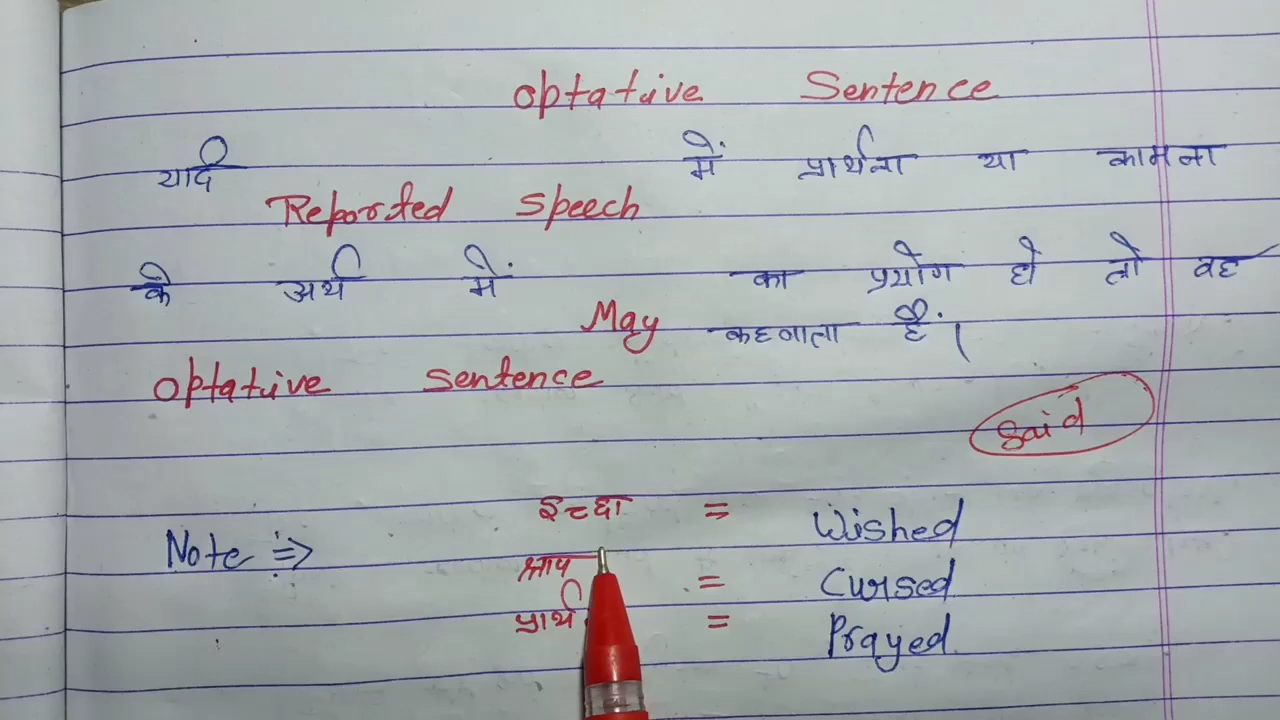 Optative Sentence
यदि Reported speech में प्रार्थना या कामना
के अर्थ में May का प्रयोग हो तो वह
Optative sentence कहलाता है।
Said
Note ⇒ इच्छा = Wished
श्राप = Cursed
= Prayed